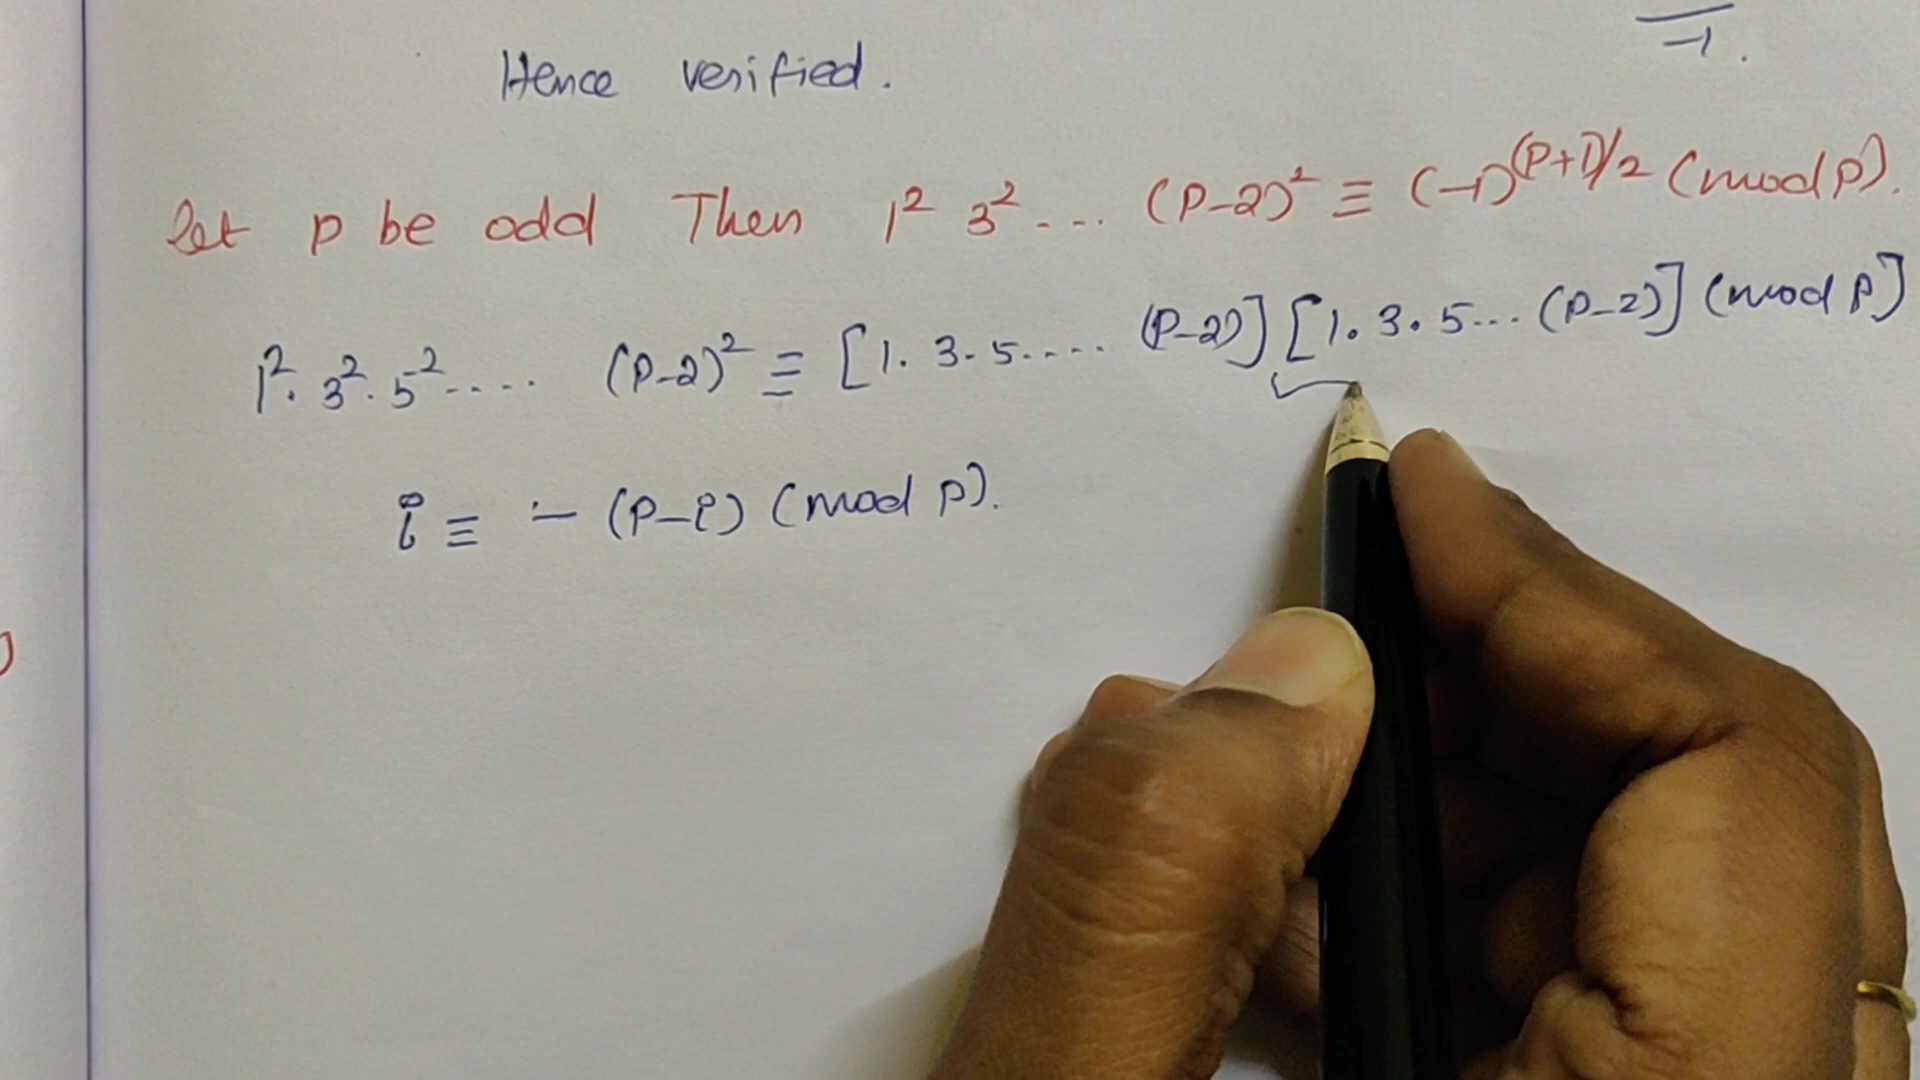 -1.
Hence verified.
Let p be odd Then 1² 3² ---- (P-2)² ≡ (-1)^(P+1)/2 (mod p).
1². 3². 5² ..... (P-2)² ≡ [1. 3. 5 .... (P-2)] [1. 3. 5 ... (P-2)] (mod p]
i ≡ - (P-i) (mod p).